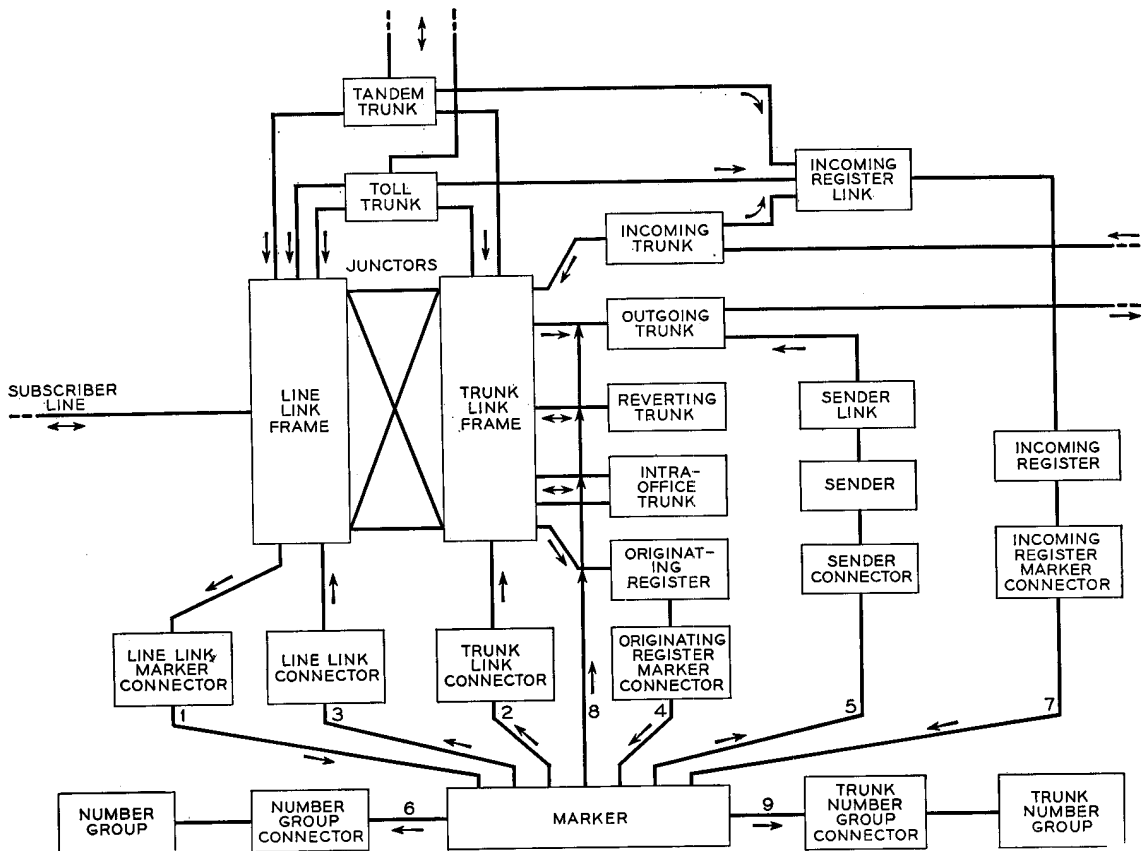 TANDEM
TRUNK
TOLL
TRUNK
INCOMING
REGISTER
LINK
INCOMING
TRUNK
JUNCTORS
OUTGOING
TRUNK
SUBSCRIBER
LINE
LINE
LINK
FRAME
TRUNK
LINK
FRAME
REVERTING
TRUNK
SENDER
LINK
INTRA-
OFFICE
TRUNK
SENDER
INCOMING
REGISTER
ORIGINAT-
ING
REGISTER
SENDER
CONNECTOR
INCOMING
REGISTER
MARKER
CONNECTOR
LINE LINK
MARKER
CONNECTOR
LINE LINK
CONNECTOR
TRUNK
LINK
CONNECTOR
ORIGINATING
REGISTER
MARKER
CONNECTOR
1
3
2
8
4
5
7
NUMBER
GROUP
NUMBER
GROUP
CONNECTOR
6
MARKER
9
TRUNK
NUMBER
GROUP
CONNECTOR
TRUNK
NUMBER
GROUP